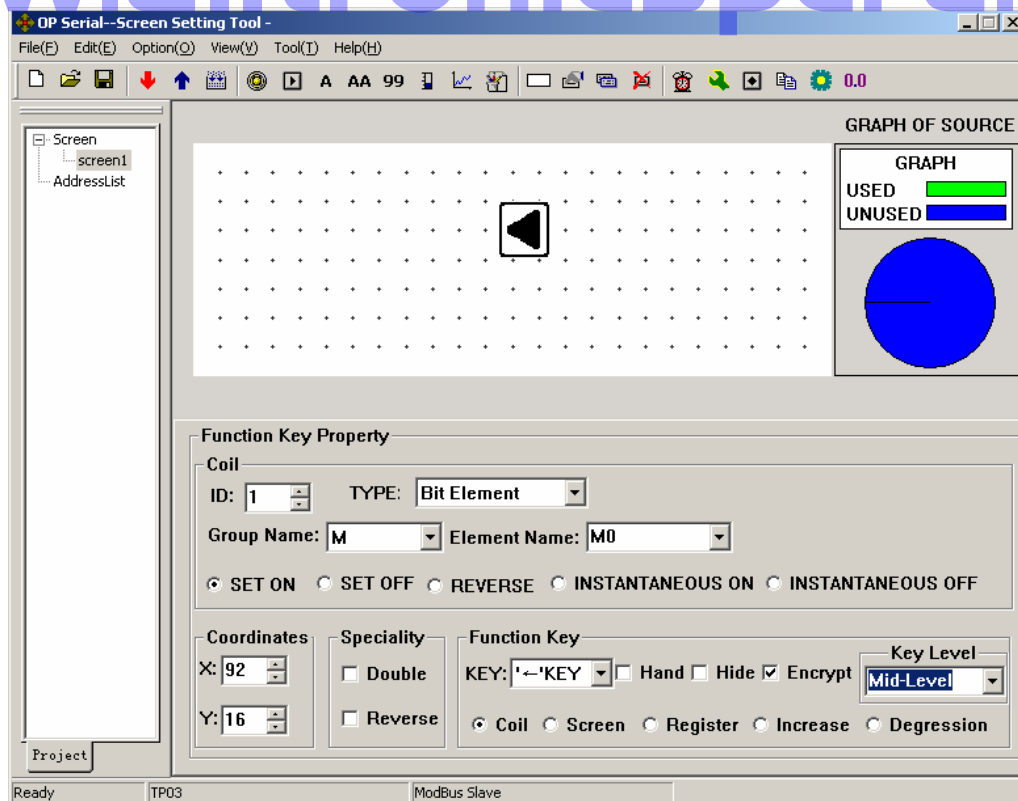 OP Serial--Screen Setting Tool -
File(F) Edit(E) Option(O) View(V) Tool(T) Help(H)
A AA 99 0.0
Screen
screen1
AddressList
GRAPH OF SOURCE
GRAPH
USED
UNUSED
Function Key Property
Coil
ID: 1 TYPE: Bit Element
Group Name: M Element Name: M0
SET ON SET OFF REVERSE INSTANTANEOUS ON INSTANTANEOUS OFF
Coordinates
X: 92
Y: 16
Speciality
Double
Reverse
Function Key
KEY: '←'KEY Hand Hide Encrypt
Key Level
Mid-Level
Coil Screen Register Increase Degression
Project
Ready TP03 ModBus Slave